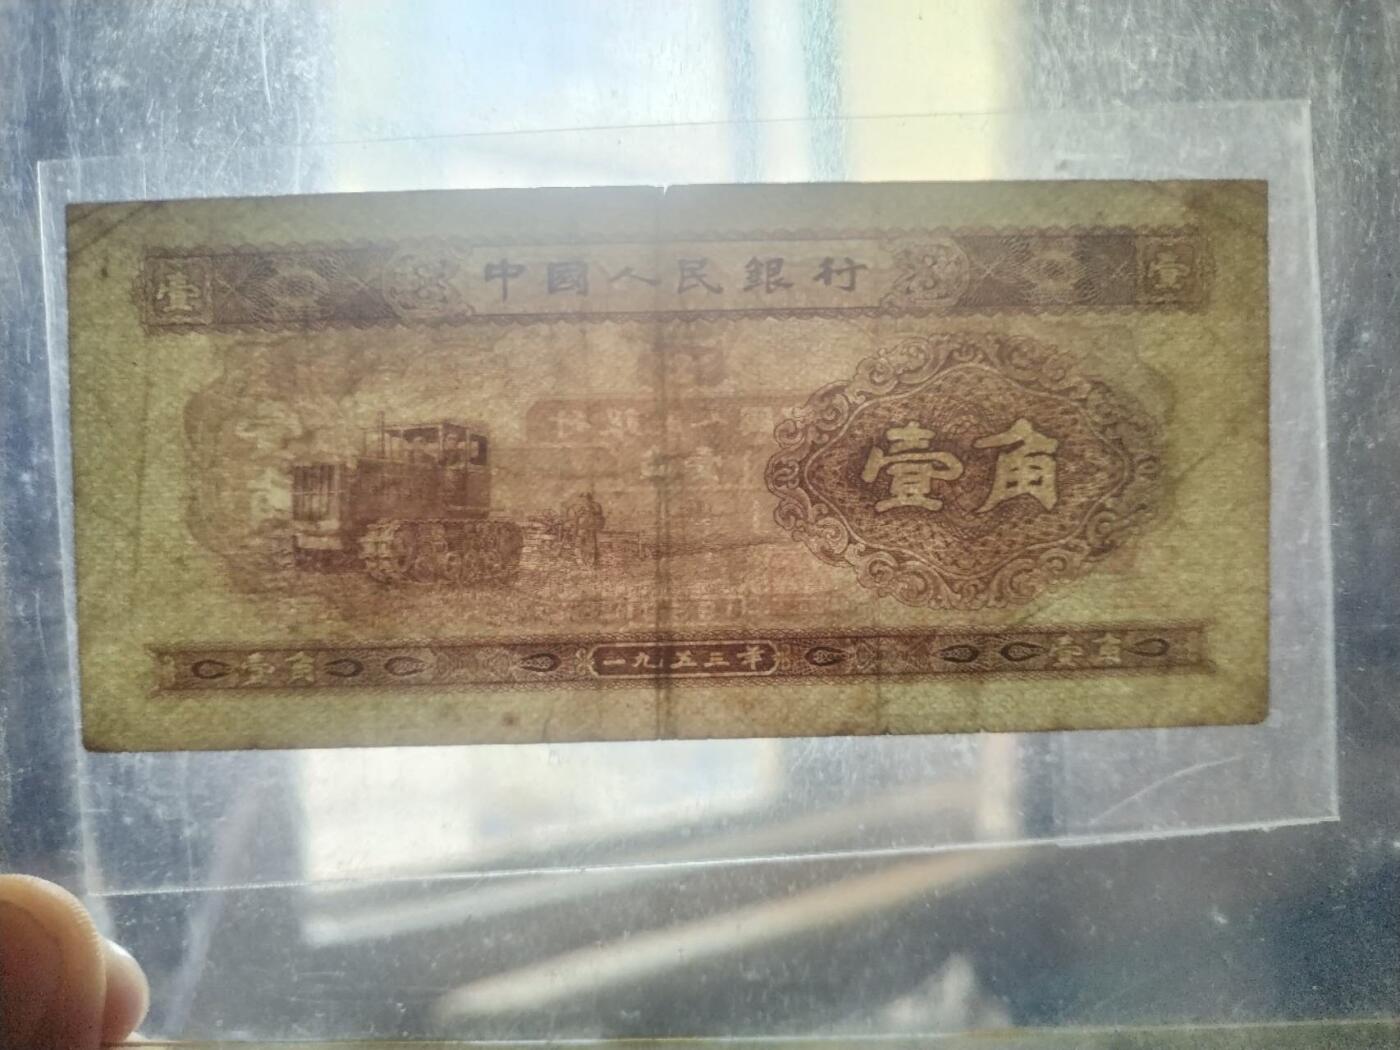 壹 中國人民銀行 壹
壹角
壹角 一九五三年 壹角